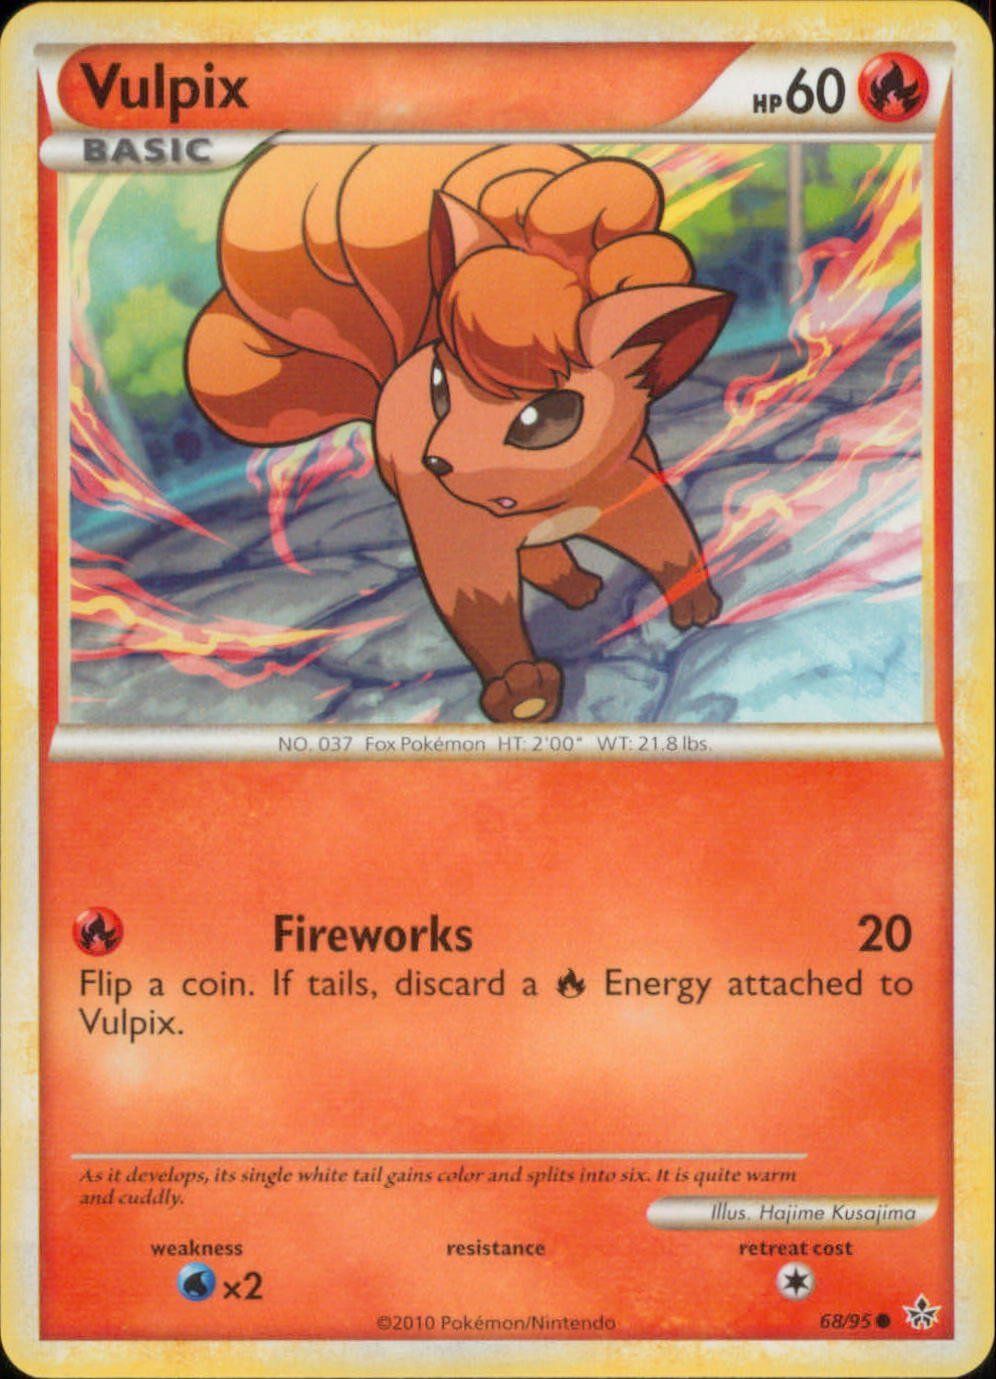 Vulpix
HP 60
BASIC
NO. 037 Fox Pokémon HT: 2'00" WT: 21.8 lbs.
Fireworks 20
Flip a coin. If tails, discard a Energy attached to
Vulpix.
As it develops, its single white tail gains color and splits into six. It is quite warm
and cuddly.
Illus. Hajime Kusajima
weakness resistance retreat cost
×2
©2010 Pokémon/Nintendo 68/95